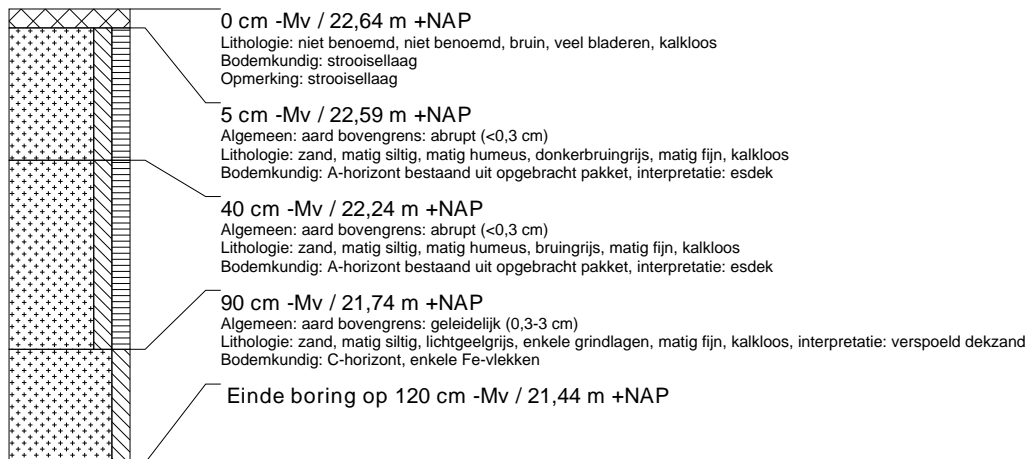 0 cm -Mv / 22,64 m +NAP
Lithologie: niet benoemd, niet benoemd, bruin, veel bladeren, kalkloos
Bodemkundig: strooisellaag
Opmerking: strooisellaag
5 cm -Mv / 22,59 m +NAP
Algemeen: aard bovengrens: abrupt (<0,3 cm)
Lithologie: zand, matig siltig, matig humeus, donkerbruingrijs, matig fijn, kalkloos
Bodemkundig: A-horizont bestaand uit opgebracht pakket, interpretatie: esdek
40 cm -Mv / 22,24 m +NAP
Algemeen: aard bovengrens: abrupt (<0,3 cm)
Lithologie: zand, matig siltig, matig humeus, bruingrijs, matig fijn, kalkloos
Bodemkundig: A-horizont bestaand uit opgebracht pakket, interpretatie: esdek
90 cm -Mv / 21,74 m +NAP
Algemeen: aard bovengrens: geleidelijk (0,3-3 cm)
Lithologie: zand, matig siltig, lichtgeelgrijs, enkele grindlagen, matig fijn, kalkloos, interpretatie: verspoeld dekzand
Bodemkundig: C-horizont, enkele Fe-vlekken
Einde boring op 120 cm -Mv / 21,44 m +NAP